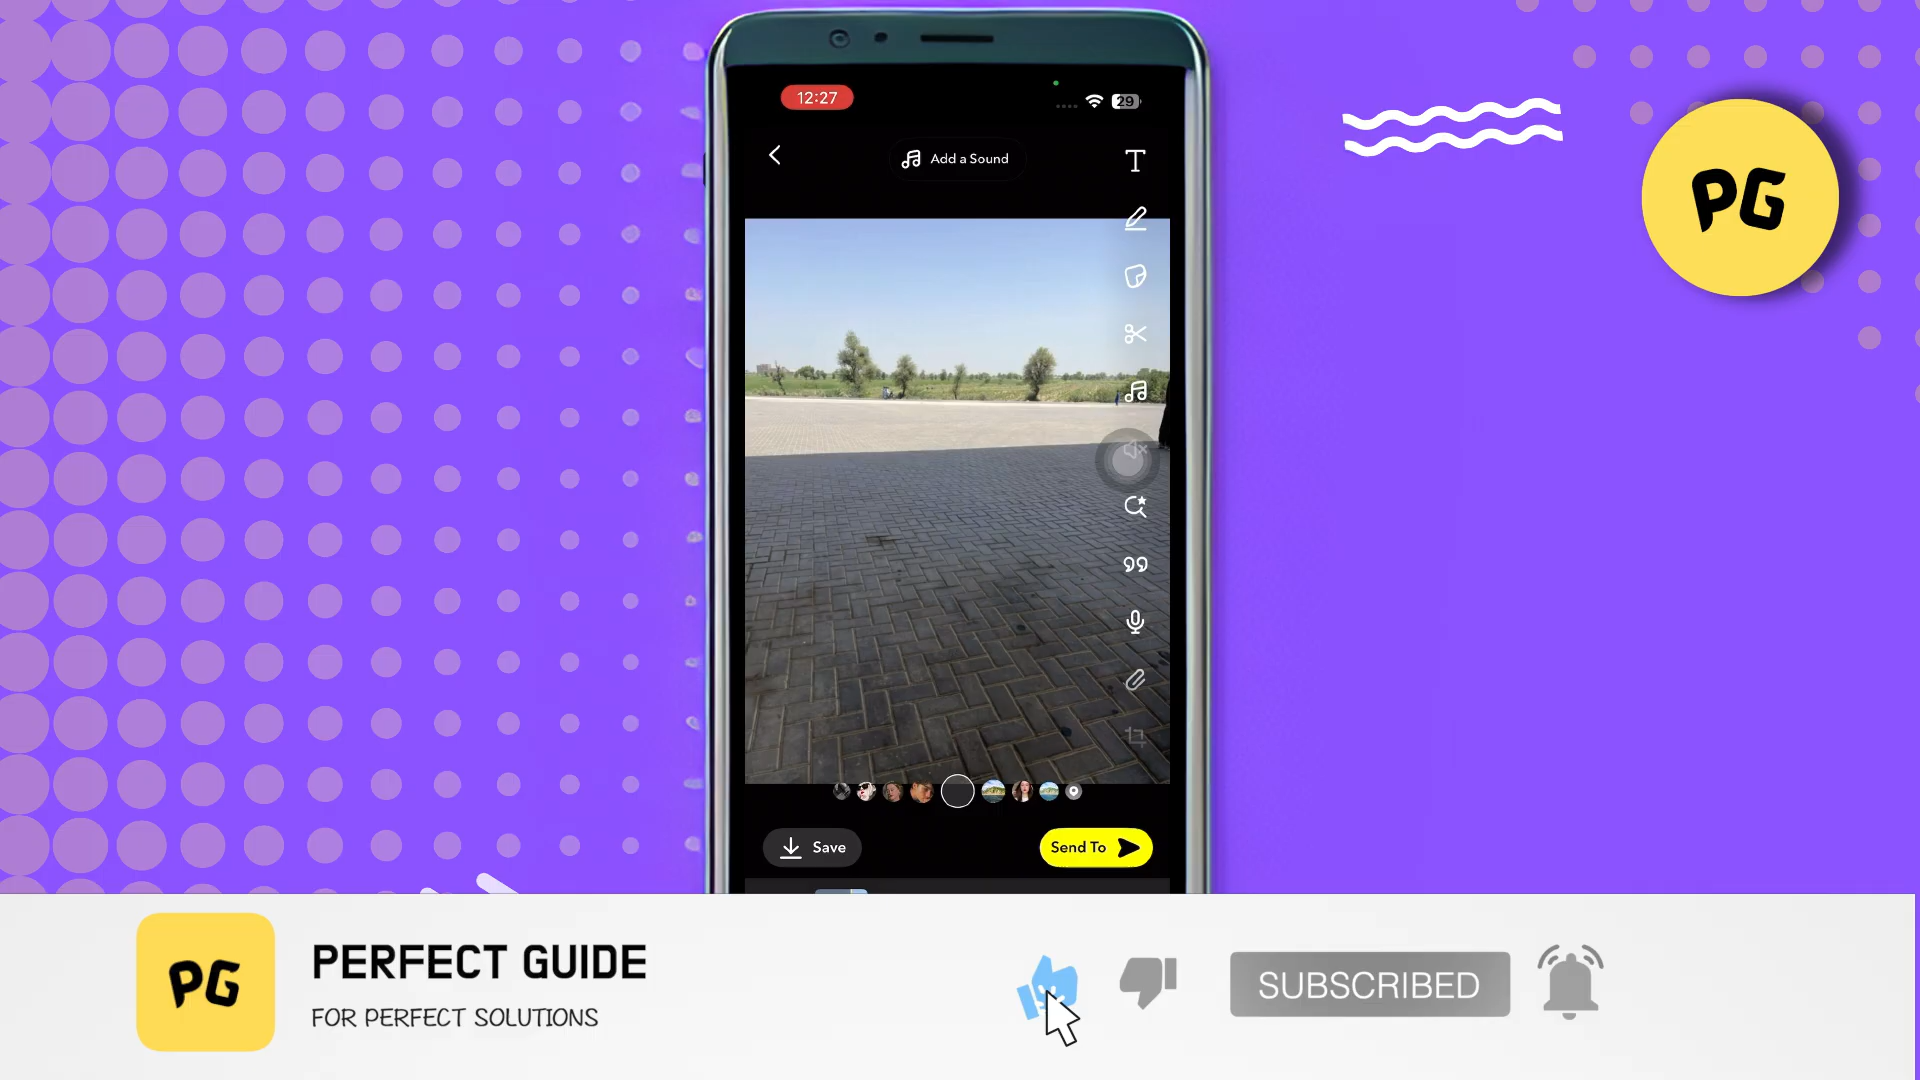 12:27
29
Add a Sound
T
PG
Save
Send To
PG
PERFECT GUIDE
FOR PERFECT SOLUTIONS
SUBSCRIBED